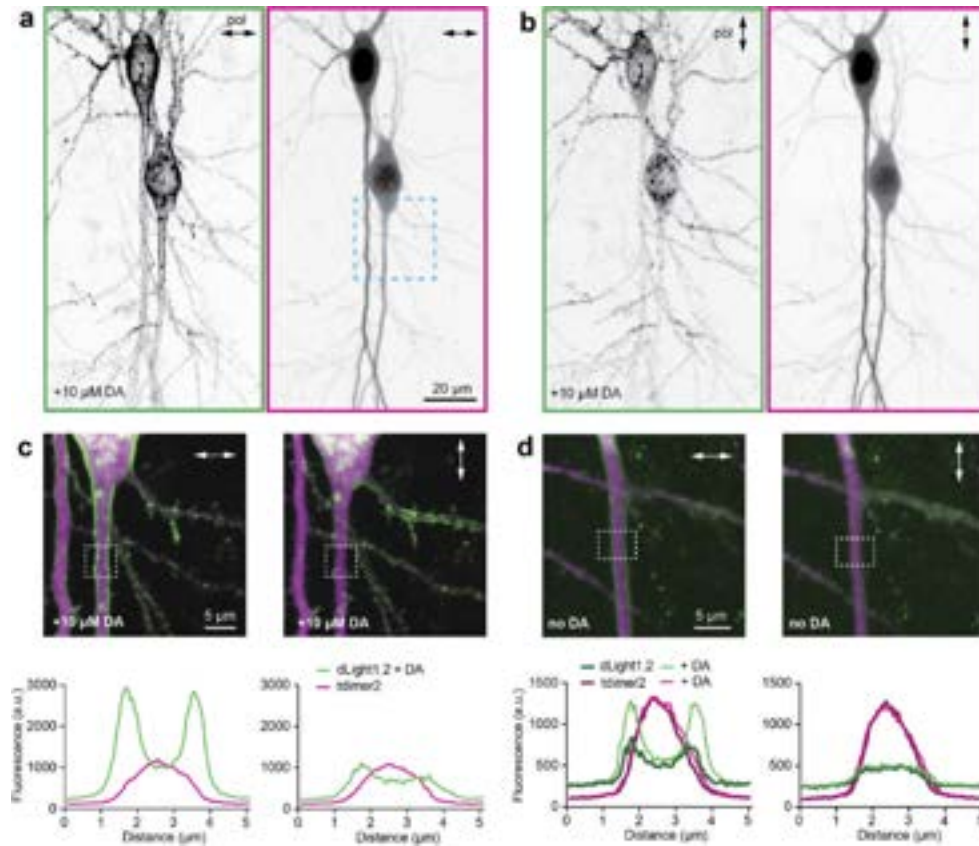 a
pol
b
pol
+10 µM DA
20 µm
+10 µM DA
c
d
+10 µM DA
5 µm
+10 µM DA
no DA
5 µm
no DA
dLight1.2 + DA
tdimer2
dLight1.2 + DA
tdimer2 + DA
Fluorescence (a.u.)
3000
2000
1000
0
0 1 2 3 4 5
Distance (µm)
3000
2000
1000
0
0 1 2 3 4 5
Distance (µm)
Fluorescence (a.u.)
1500
1000
500
0
0 1 2 3 4 5
Distance (µm)
1500
1000
500
0
0 1 2 3 4 5
Distance (µm)